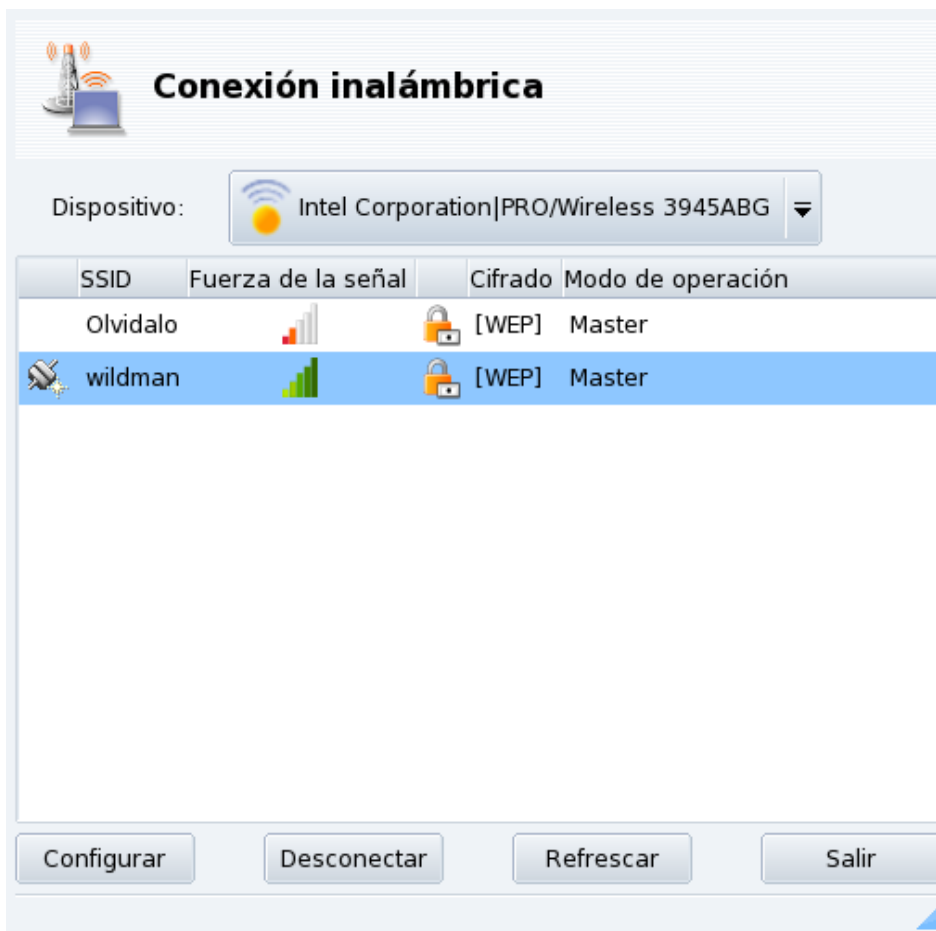 Conexión inalámbrica
Dispositivo: Intel Corporation|PRO/Wireless 3945ABG
SSID Fuerza de la señal Cifrado Modo de operación
Olvidalo [WEP] Master
wildman [WEP] Master
Configurar Desconectar Refrescar Salir